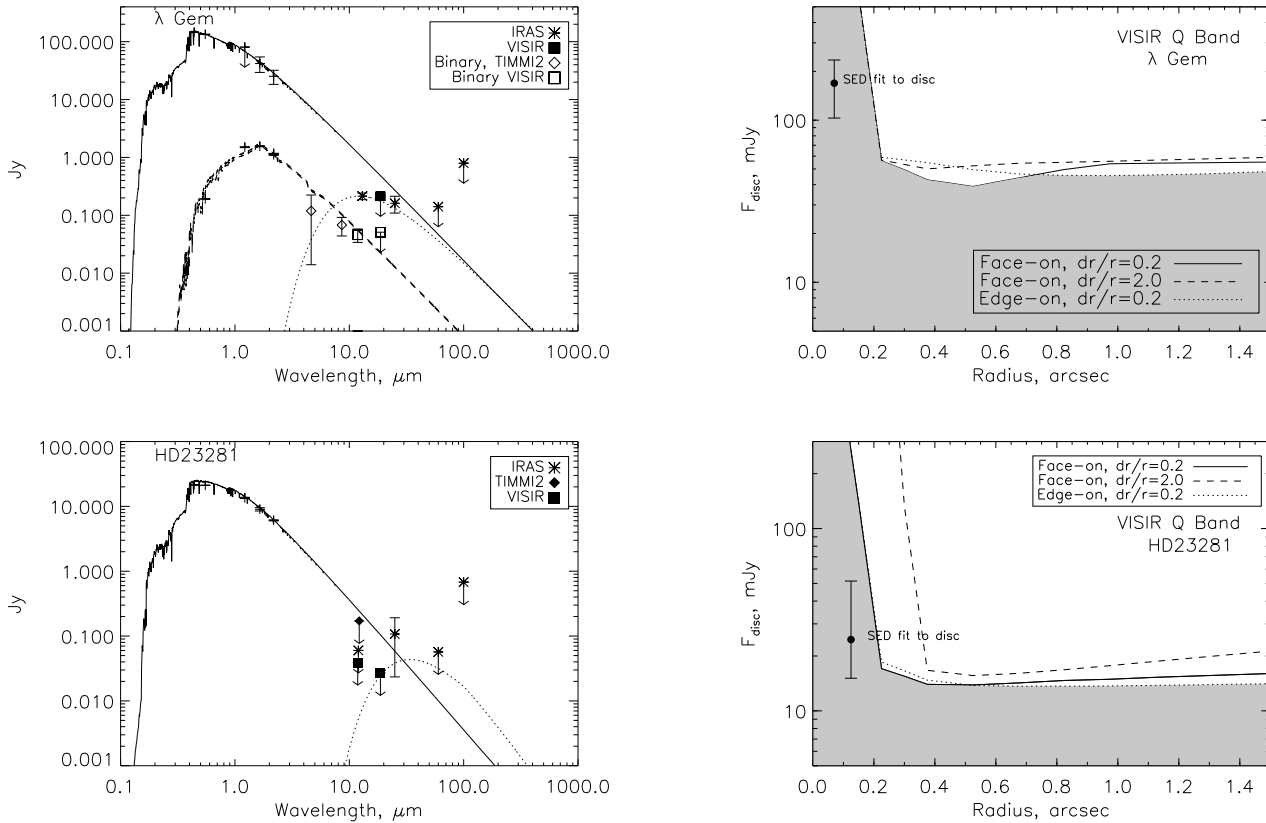 λ Gem
IRAS
VISIR
Binary, TIMMI2
Binary VISIR
100.000
10.000
1.000
0.100
0.010
0.001
Jy
0.1 1.0 10.0 100.0 1000.0
Wavelength, μm
VISIR Q Band
λ Gem
SED fit to disc
100
10
F_disc, mJy
Face-on, dr/r=0.2
Face-on, dr/r=2.0
Edge-on, dr/r=0.2
0.0 0.2 0.4 0.6 0.8 1.0 1.2 1.4
Radius, arcsec
HD23281
IRAS
TIMMI2
VISIR
100.000
10.000
1.000
0.100
0.010
0.001
Jy
0.1 1.0 10.0 100.0 1000.0
Wavelength, μm
Face-on, dr/r=0.2
Face-on, dr/r=2.0
Edge-on, dr/r=0.2
VISIR Q Band
HD23281
SED fit to disc
100
10
F_disc, mJy
0.0 0.2 0.4 0.6 0.8 1.0 1.2 1.4
Radius, arcsec